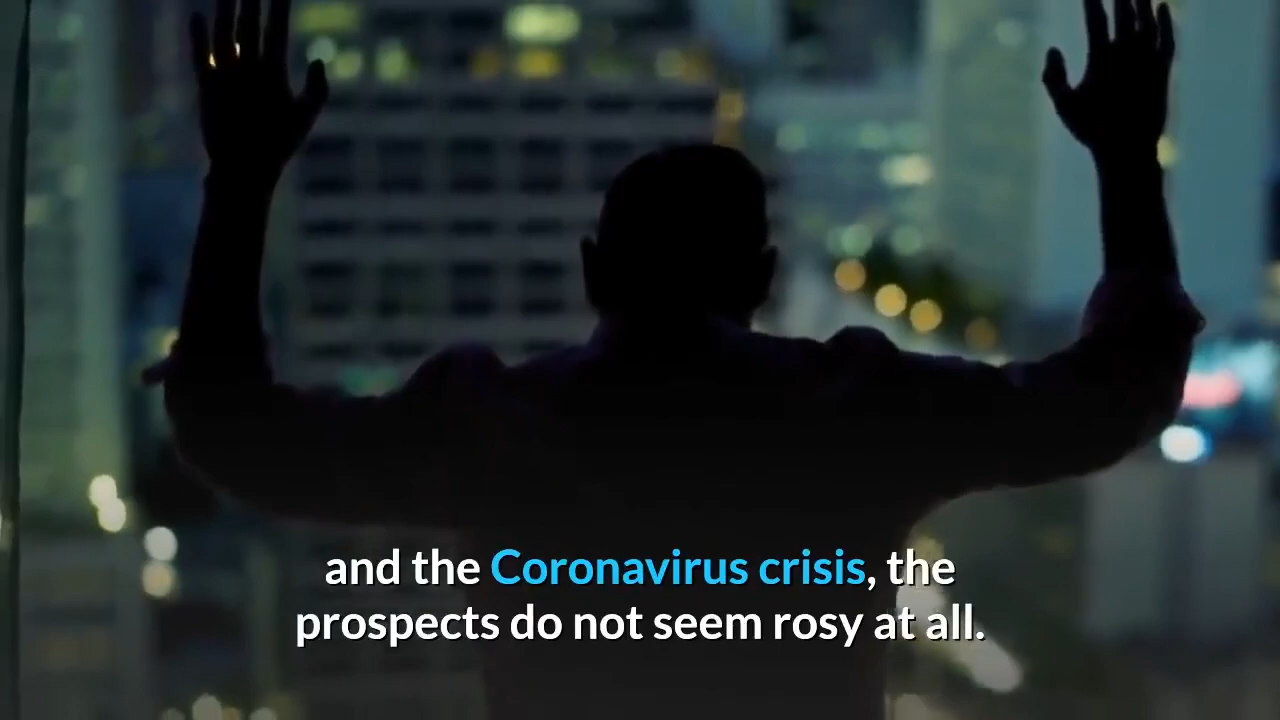 and the Coronavirus crisis, the
prospects do not seem rosy at all.